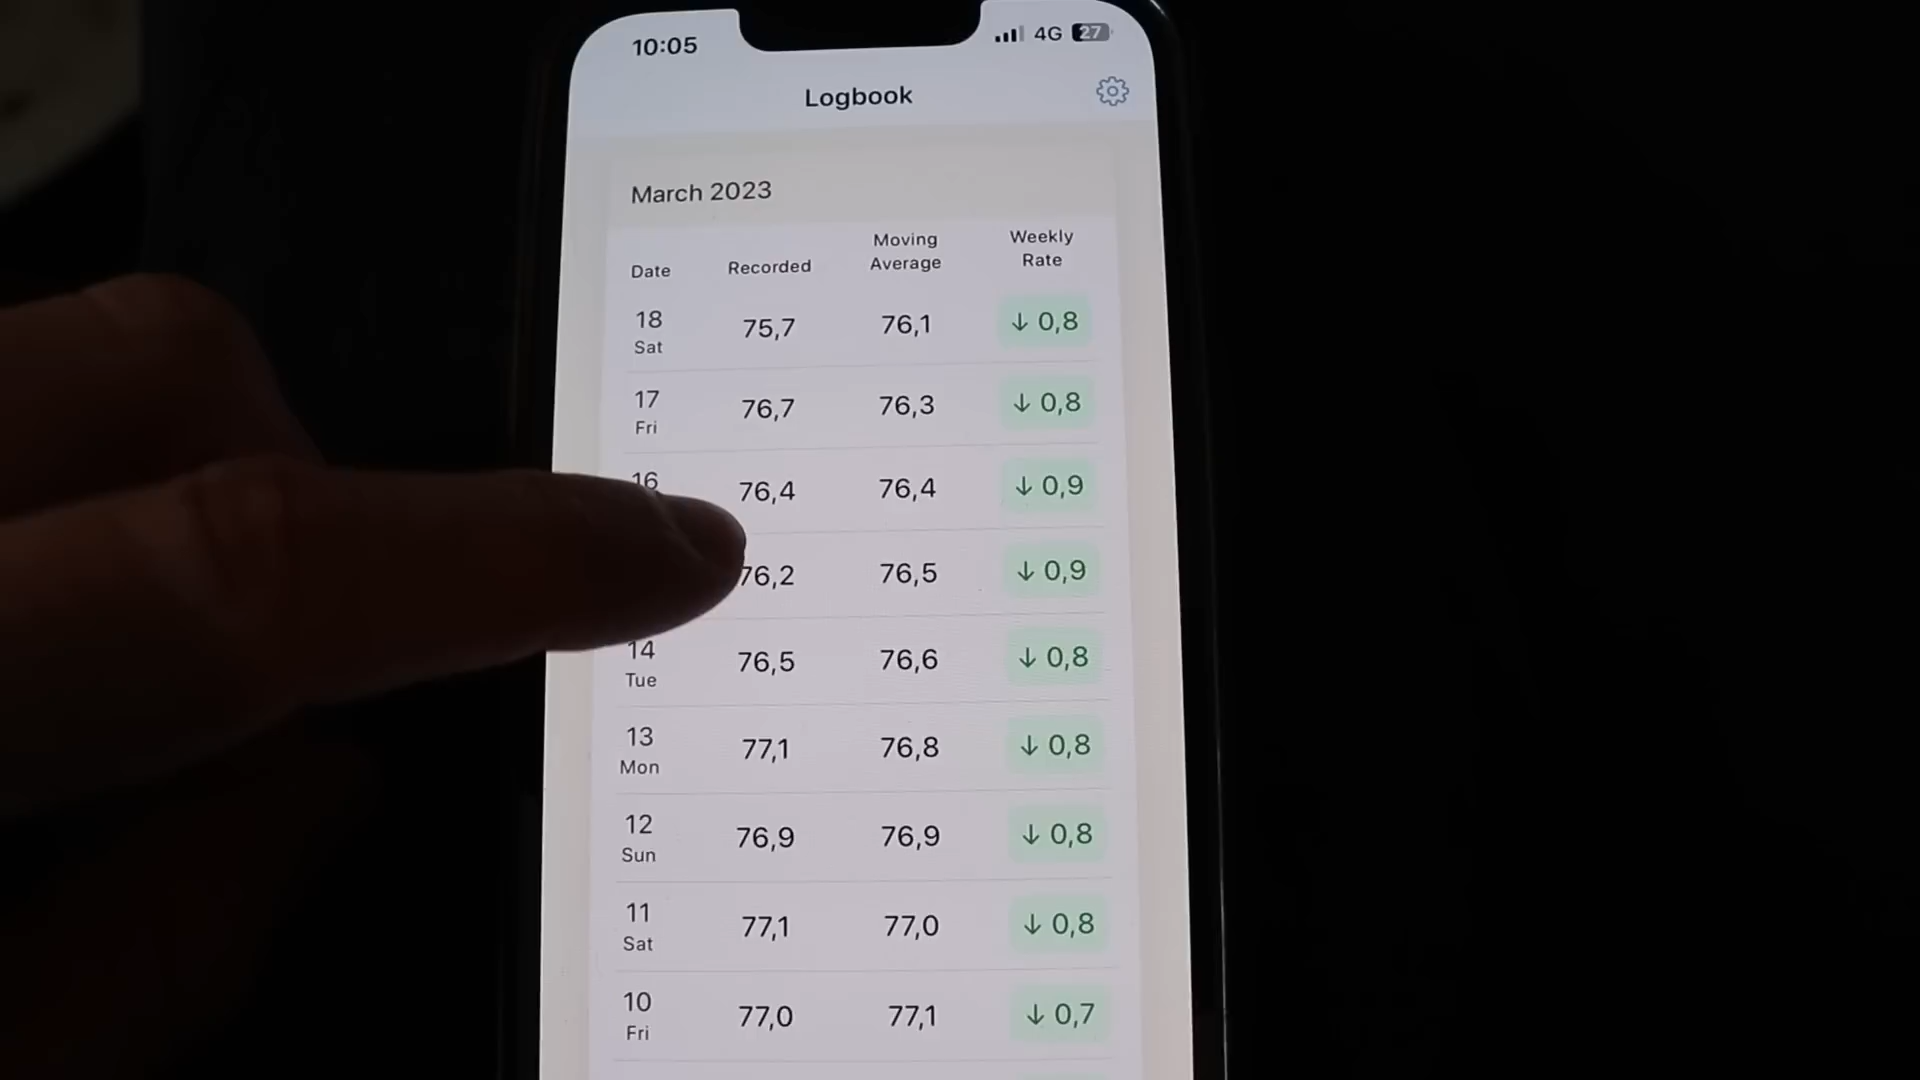 10:05 4G 27
Logbook
March 2023
Date Recorded Moving Average Weekly Rate
18 Sat 75,7 76,1 ↓ 0,8
17 Fri 76,7 76,3 ↓ 0,8
16 76,4 76,4 ↓ 0,9
76,2 76,5 ↓ 0,9
14 Tue 76,5 76,6 ↓ 0,8
13 Mon 77,1 76,8 ↓ 0,8
12 Sun 76,9 76,9 ↓ 0,8
11 Sat 77,1 77,0 ↓ 0,8
10 Fri 77,0 77,1 ↓ 0,7